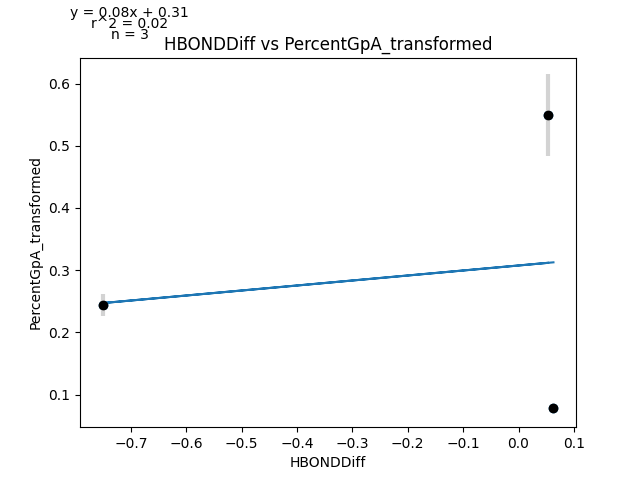 y = 0.08x + 0.31
r^2 = 0.02
n = 3
HBONDDiff vs PercentGpA_transformed
PercentGpA_transformed
0.6
0.5
0.4
0.3
0.2
0.1
−0.7 −0.6 −0.5 −0.4 −0.3 −0.2 −0.1 0.0 0.1
HBONDDiff